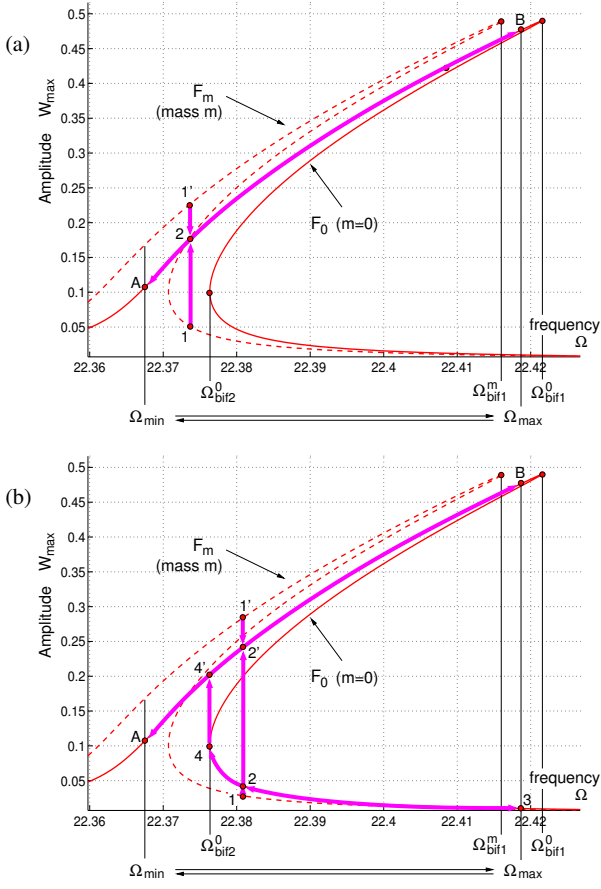 (a)
Amplitude W_max
0.5
0.45
0.4
0.35
0.3
0.25
0.2
0.15
0.1
0.05
B
F_m
(mass m)
1'
2
F_0 (m=0)
A
1
frequency
Ω
22.36 22.37 22.38 22.39 22.4 22.41 22.42
Ω_min Ω^0_bif2 Ω^m_bif1 Ω_max Ω^0_bif1
(b)
Amplitude W_max
0.5
0.45
0.4
0.35
0.3
0.25
0.2
0.15
0.1
0.05
B
F_m
(mass m)
1'
2'
4'
F_0 (m=0)
A
4
2
1
3
frequency
Ω
22.36 22.37 22.38 22.39 22.4 22.41 22.42
Ω_min Ω^0_bif2 Ω^m_bif1 Ω_max Ω^0_bif1